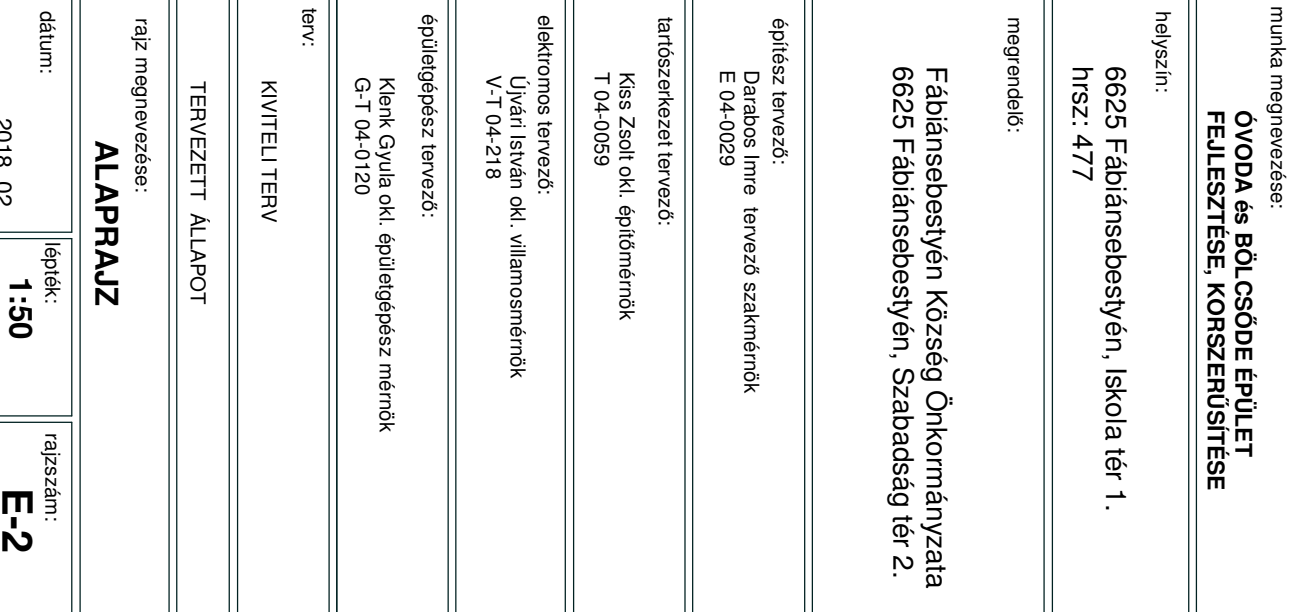 munka megnevezése:
ÓVODA és BÖLCSŐDE ÉPÜLET
FEJLESZTÉSE, KORSZERŰSÍTÉSE
helyszín:
6625 Fábiánsebestyén, Iskola tér 1.
hrsz: 477
megrendelő:
Fábiánsebestyén Község Önkormányzata
6625 Fábiánsebestyén, Szabadság tér 2.
építész tervező:
Darabos Imre tervező szakmérnök
E 04-0029
tartószerkezet tervező:
Kiss Zsolt okl. építőmérnök
T 04-0059
elektromos tervező:
Újvári István okl. villamosmérnök
V-T 04-218
épületgépész tervező:
Klenk Gyula okl. épületgépész mérnök
G-T 04-0120
terv:
KIVITELI TERV
TERVEZETT ÁLLAPOT
rajz megnevezése:
ALAPRAJZ
dátum:
2018. 02
lépték:
1:50
rajzszám:
E-2